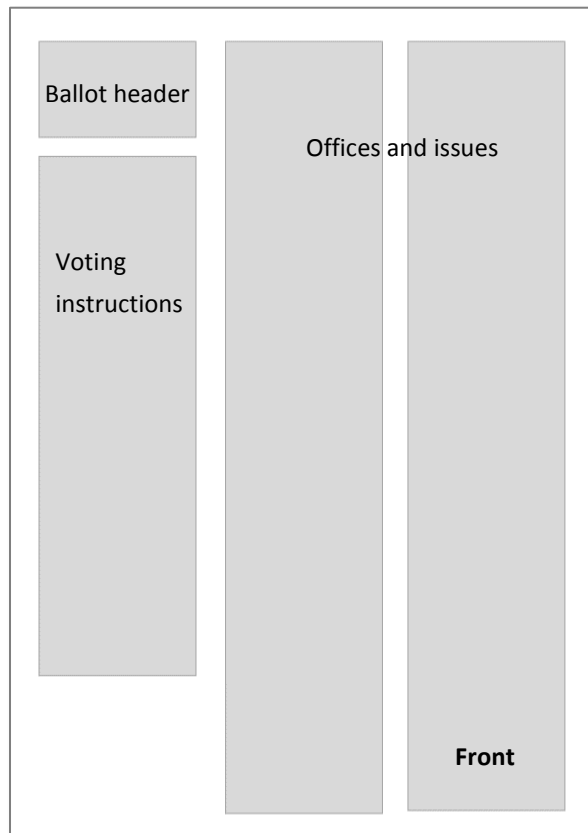 Ballot header
Offices and issues
Voting
instructions
Front